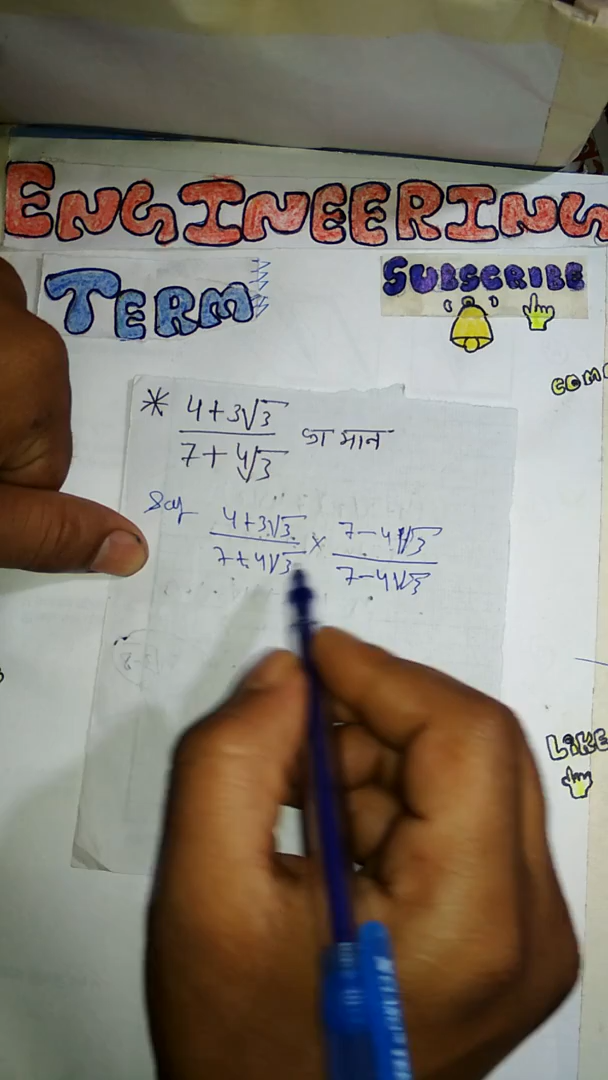 ENGINEERING
TERM
SUBSCRIBE
* (4+3√3)/(7+4√3) का मान
Sol (4+3√3)/(7+4√3) × (7-4√3)/(7-4√3)
LIKE